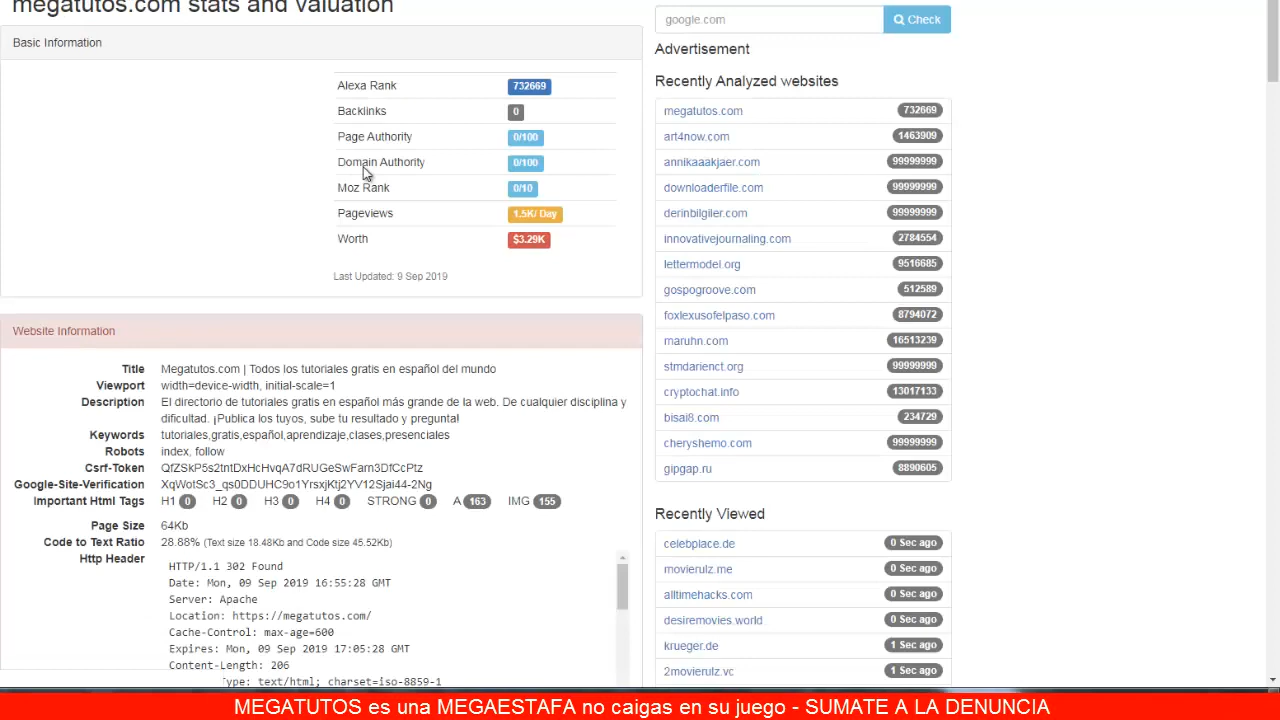 megatutos.com stats and valuation
Basic Information
Alexa Rank 732669
Backlinks 0
Page Authority 0/100
Domain Authority 0/100
Moz Rank 0/10
Pageviews 1.5K/ Day
Worth $3.29K
Last Updated: 9 Sep 2019
Website Information
Title Megatutos.com | Todos los tutoriales gratis en español del mundo
Viewport width=device-width, initial-scale=1
Description El directorio de tutoriales gratis en español más grande de la web. De cualquier disciplina y
dificultad. ¡Publica los tuyos, sube tu resultado y pregunta!
Keywords tutoriales,gratis,español,aprendizaje,clases,presenciales
Robots index, follow
Csrf-Token QfZSkP5s2tntDxHcHvqA7dRUGeSwFam3DfCcPtz
Google-Site-Verification XqWotSc3_qs0DDUHC9o1YrsxjKtj2YV12Sjai44-2Ng
Important Html Tags H1 0 H2 0 H3 0 H4 0 STRONG 0 A 163 IMG 155
Page Size 64Kb
Code to Text Ratio 28.88% (Text size 18.48Kb and Code size 45.52Kb)
Http Header HTTP/1.1 302 Found
Date: Mon, 09 Sep 2019 16:55:28 GMT
Server: Apache
Location: https://megatutos.com/
Cache-Control: max-age=600
Expires: Mon, 09 Sep 2019 17:05:28 GMT
Content-Length: 206
Type: text/html; charset=iso-8859-1
google.com Check
Advertisement
Recently Analyzed websites
megatutos.com 732669
art4now.com 1463909
annikaaakjaer.com 99999999
downloaderfile.com 99999999
derinbilgiler.com 99999999
innovativejournaling.com 2784554
lettermodel.org 9516685
gospogroove.com 512589
foxlexusofelpaso.com 8794072
maruhn.com 16513239
stmdarienct.org 99999999
cryptochat.info 13017133
bisai8.com 234729
cheryshemo.com 99999999
gipgap.ru 8890605
Recently Viewed
celebplace.de 0 Sec ago
movierulz.me 0 Sec ago
alltimehacks.com 0 Sec ago
desiremovies.world 0 Sec ago
krueger.de 1 Sec ago
2movierulz.vc 1 Sec ago
MEGATUTOS es una MEGAESTAFA no caigas en su juego - SUMATE A LA DENUNCIA